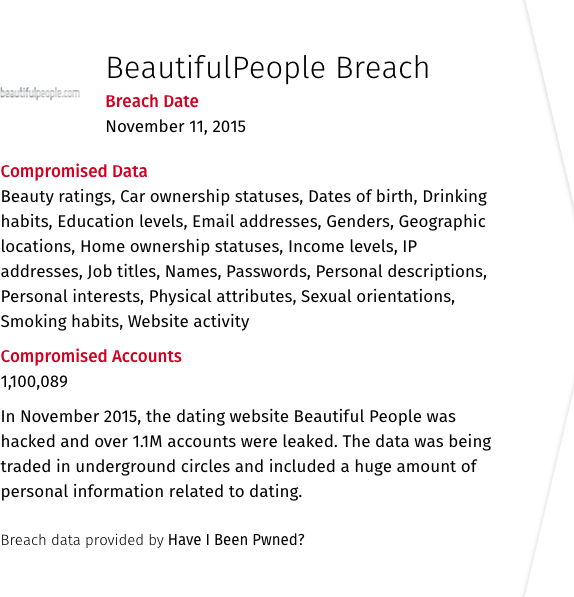 BeautifulPeople Breach
beautifulpeople.com
Breach Date
November 11, 2015
Compromised Data
Beauty ratings, Car ownership statuses, Dates of birth, Drinking
habits, Education levels, Email addresses, Genders, Geographic
locations, Home ownership statuses, Income levels, IP
addresses, Job titles, Names, Passwords, Personal descriptions,
Personal interests, Physical attributes, Sexual orientations,
Smoking habits, Website activity
Compromised Accounts
1,100,089
In November 2015, the dating website Beautiful People was
hacked and over 1.1M accounts were leaked. The data was being
traded in underground circles and included a huge amount of
personal information related to dating.
Breach data provided by Have I Been Pwned?